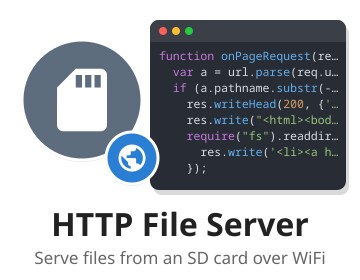 function onPageRequest(re…
var a = url.parse(req.u…
if (a.pathname.substr(-…
res.writeHead(200, {'…
res.write("<html><bod…
require("fs").readdir…
res.write('<li><a h…
});
HTTP File Server
Serve files from an SD card over WiFi